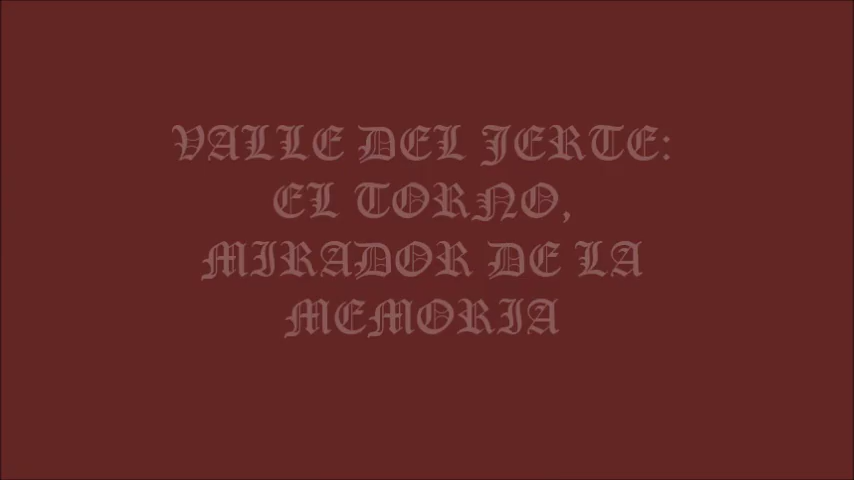 VALLE DEL JERTE:
EL TORNO,
MIRADOR DE LA
MEMORIA